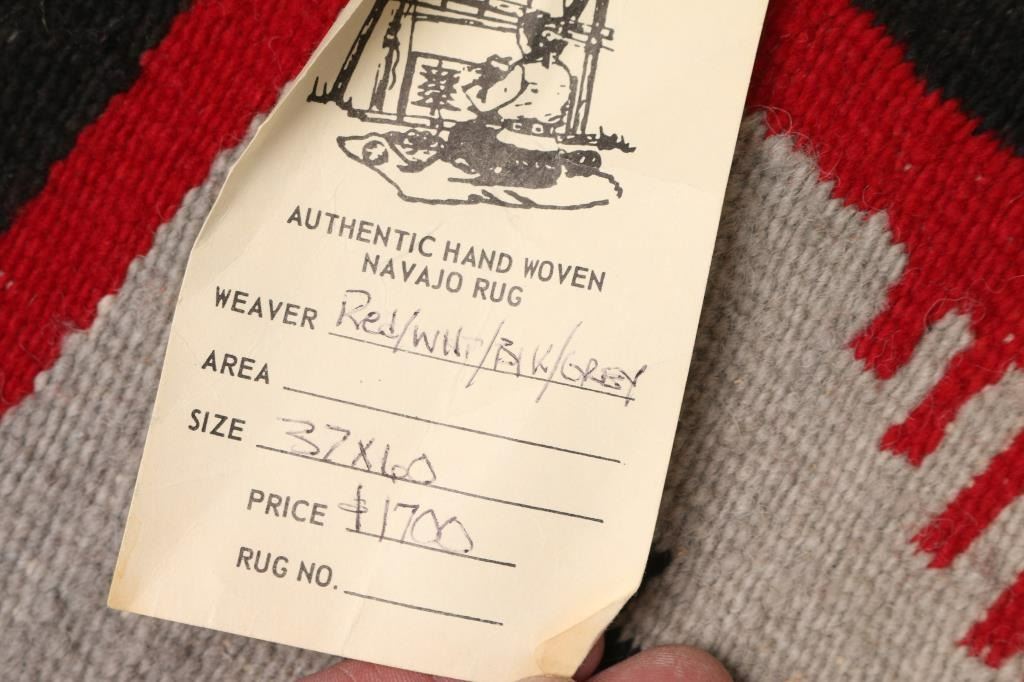 AUTHENTIC HAND WOVEN
NAVAJO RUG
WEAVER Red/WHT/BLK/GREY
AREA
SIZE 37X60
PRICE $1700
RUG NO.